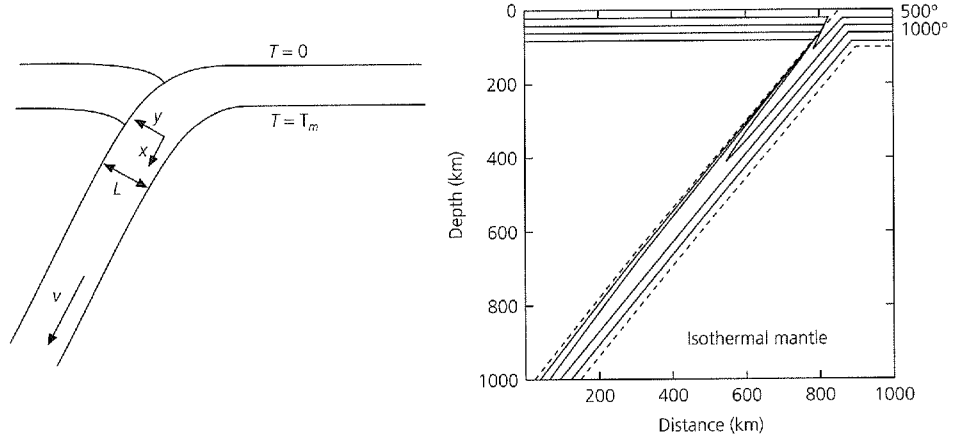 T = 0
T = Tm
y
x
L
v
0
200
400
600
800
1000
Depth (km)
500°
1000°
Isothermal mantle
200
400
600
800
1000
Distance (km)